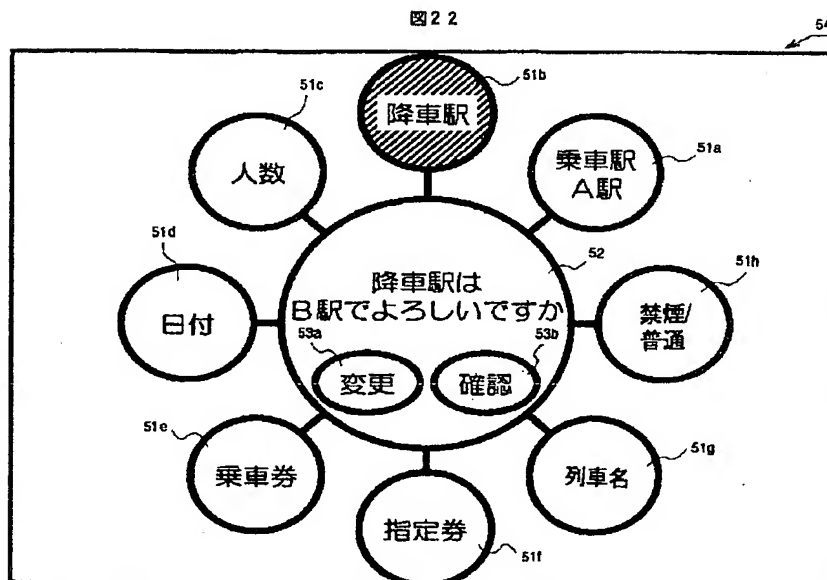 図22
54
51b
降車駅
51c
人数
乗車駅
A駅
51a
51d
日付
降車駅は
B駅でよろしいですか
52
53a
変更
53b
確認
51h
禁煙/
普通
51e
乗車券
51g
列車名
指定券
51f